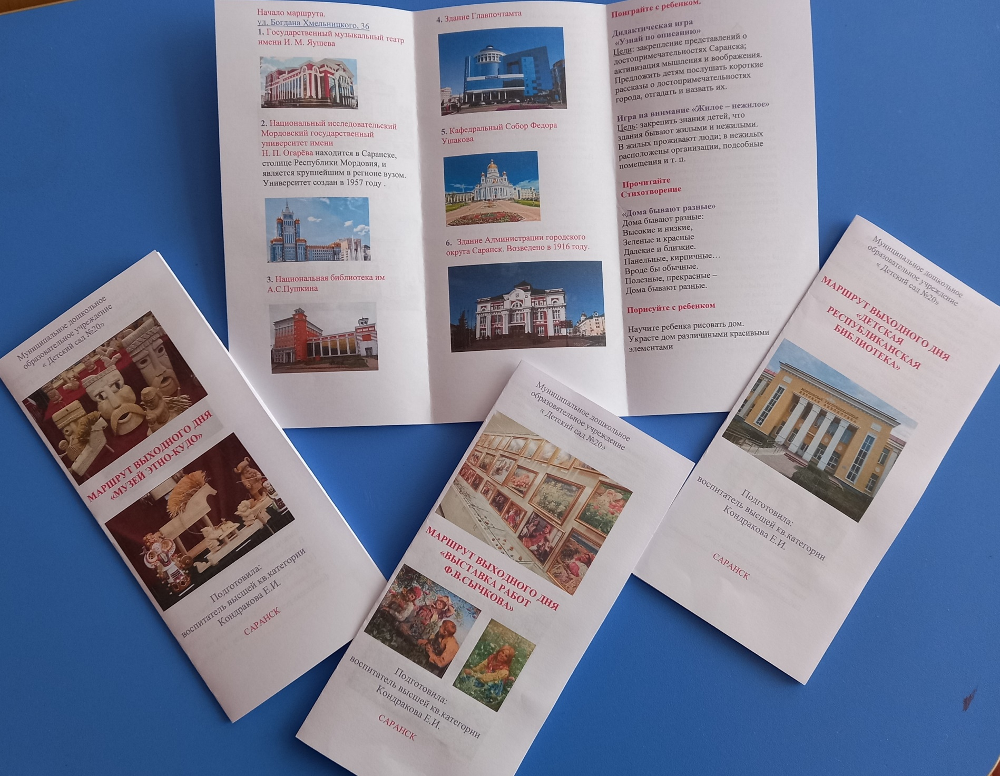 Начало маршрута.
ул. Богдана Хмельницкого, 36
1. Государственный музыкальный театр
имени И. М. Яушева
2. Национальный исследовательский
Мордовский государственный
университет имени
Н. П. Огарёва находится в Саранске,
столице Республики Мордовия, и
является крупнейшим в регионе вузом.
Университет создан в 1957 году .
3. Национальная библиотека им
А.С.Пушкина
4. Здание Главпочтамта
5. Кафедральный Собор Федора
Ушакова
6. Здание Администрации городского
округа Саранск. Возведено в 1916 году.
Поиграйте с ребенком.
Дидактическая игра
«Узнай по описанию»
Цели: закрепление представлений о
достопримечательностях Саранска;
активизация мышления и воображения.
Предложить детям послушать короткие
рассказы о достопримечательностях
города, отгадать и назвать их.
Игра на внимание «Жилое – нежилое»
Цель: закрепить знания детей, что
здания бывают жилыми и нежилыми.
В жилых проживают люди; в нежилых
расположены организации, подсобные
помещения и т. п.
Прочитайте
Стихотворение
«Дома бывают разные»
Дома бывают разные:
Высокие и низкие,
Зеленые и красные
Далекие и близкие.
Панельные, кирпичные…
Вроде бы обычные.
Полезные, прекрасные –
Дома бывают разные.
Порисуйте с ребенком
Научите ребенка рисовать дом.
Украсте дом различиными красивыми
элементами
Муниципальное дошкольное
образовательное учреждение
« Детский сад №20»
МАРШРУТ ВЫХОДНОГО ДНЯ
«МУЗЕЙ ЭТНО-КУДО»
Подготовила:
воспитатель высшей кв.категории
Кондракова Е.И.
САРАНСК
Муниципальное дошкольное
образовательное учреждение
« Детский сад №20»
МАРШРУТ ВЫХОДНОГО ДНЯ
«ВЫСТАВКА РАБОТ
Ф.В.СЫЧКОВА»
Подготовила:
воспитатель высшей кв.категории
Кондракова Е.И.
САРАНСК
Муниципальное дошкольное
образовательное учреждение
« Детский сад №20»
МАРШРУТ ВЫХОДНОГО ДНЯ
«ДЕТСКАЯ
РЕСПУБЛИКАНСКАЯ
БИБЛИОТЕКА»
МОРДОВСКАЯ РЕСПУБЛИКАНСКАЯ
ДЕТСКАЯ БИБЛИОТЕКА
Подготовила:
воспитатель высшей кв.категории
Кондракова Е.И.
САРАНСК